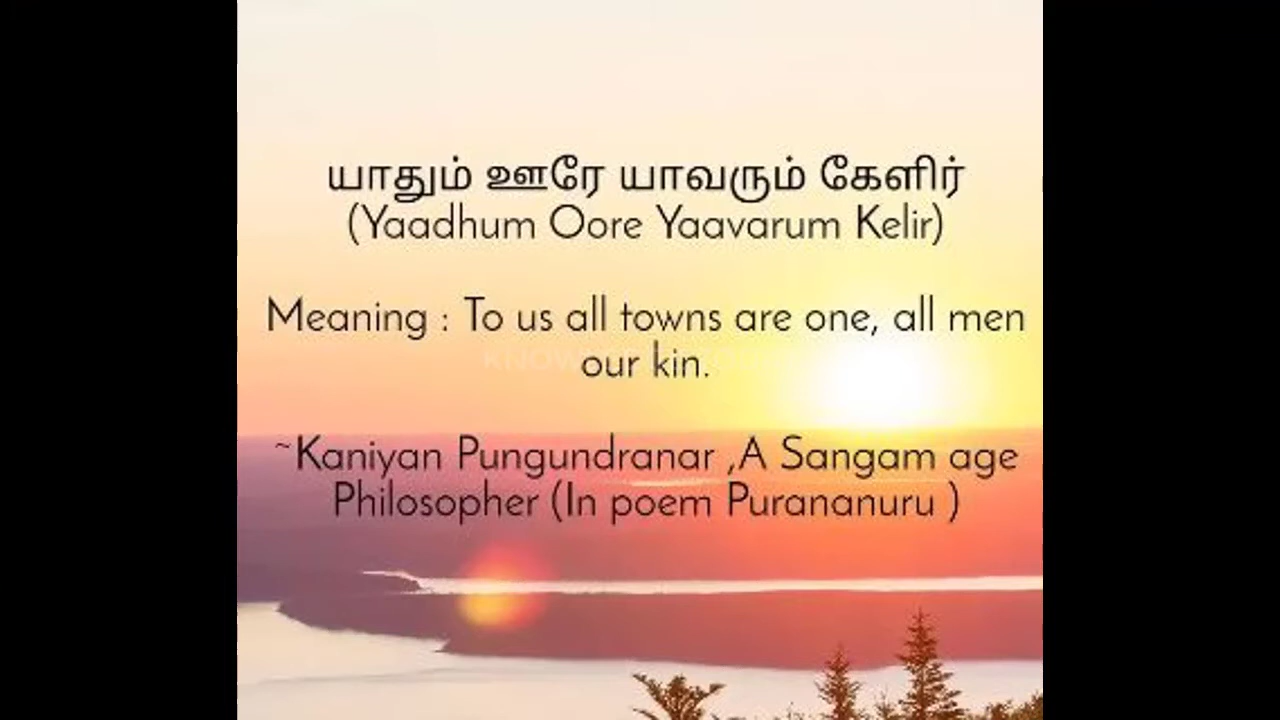 யாதும் ஊரே யாவரும் கேளிர்
(Yaadhum Oore Yaavarum Kelir)
Meaning : To us all towns are one, all men
our kin.
~Kaniyan Pungundranar ,A Sangam age
Philosopher (In poem Purananuru )